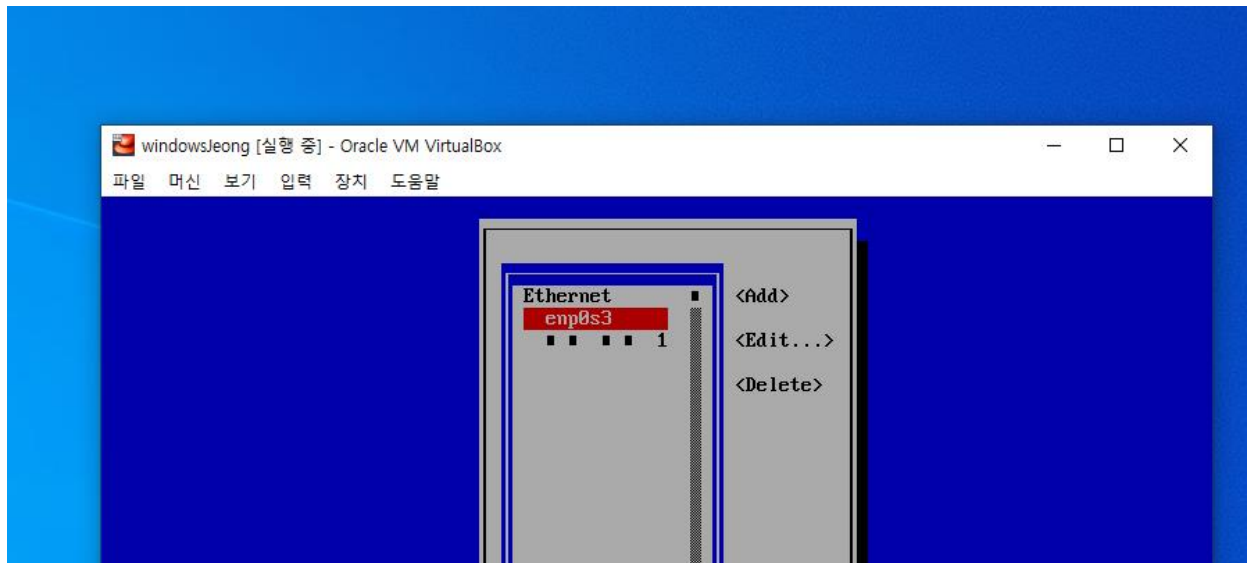 windowsJeong [실행 중] - Oracle VM VirtualBox
파일 머신 보기 입력 장치 도움말
Ethernet
<Add>
enp0s3
1
<Edit...>
<Delete>